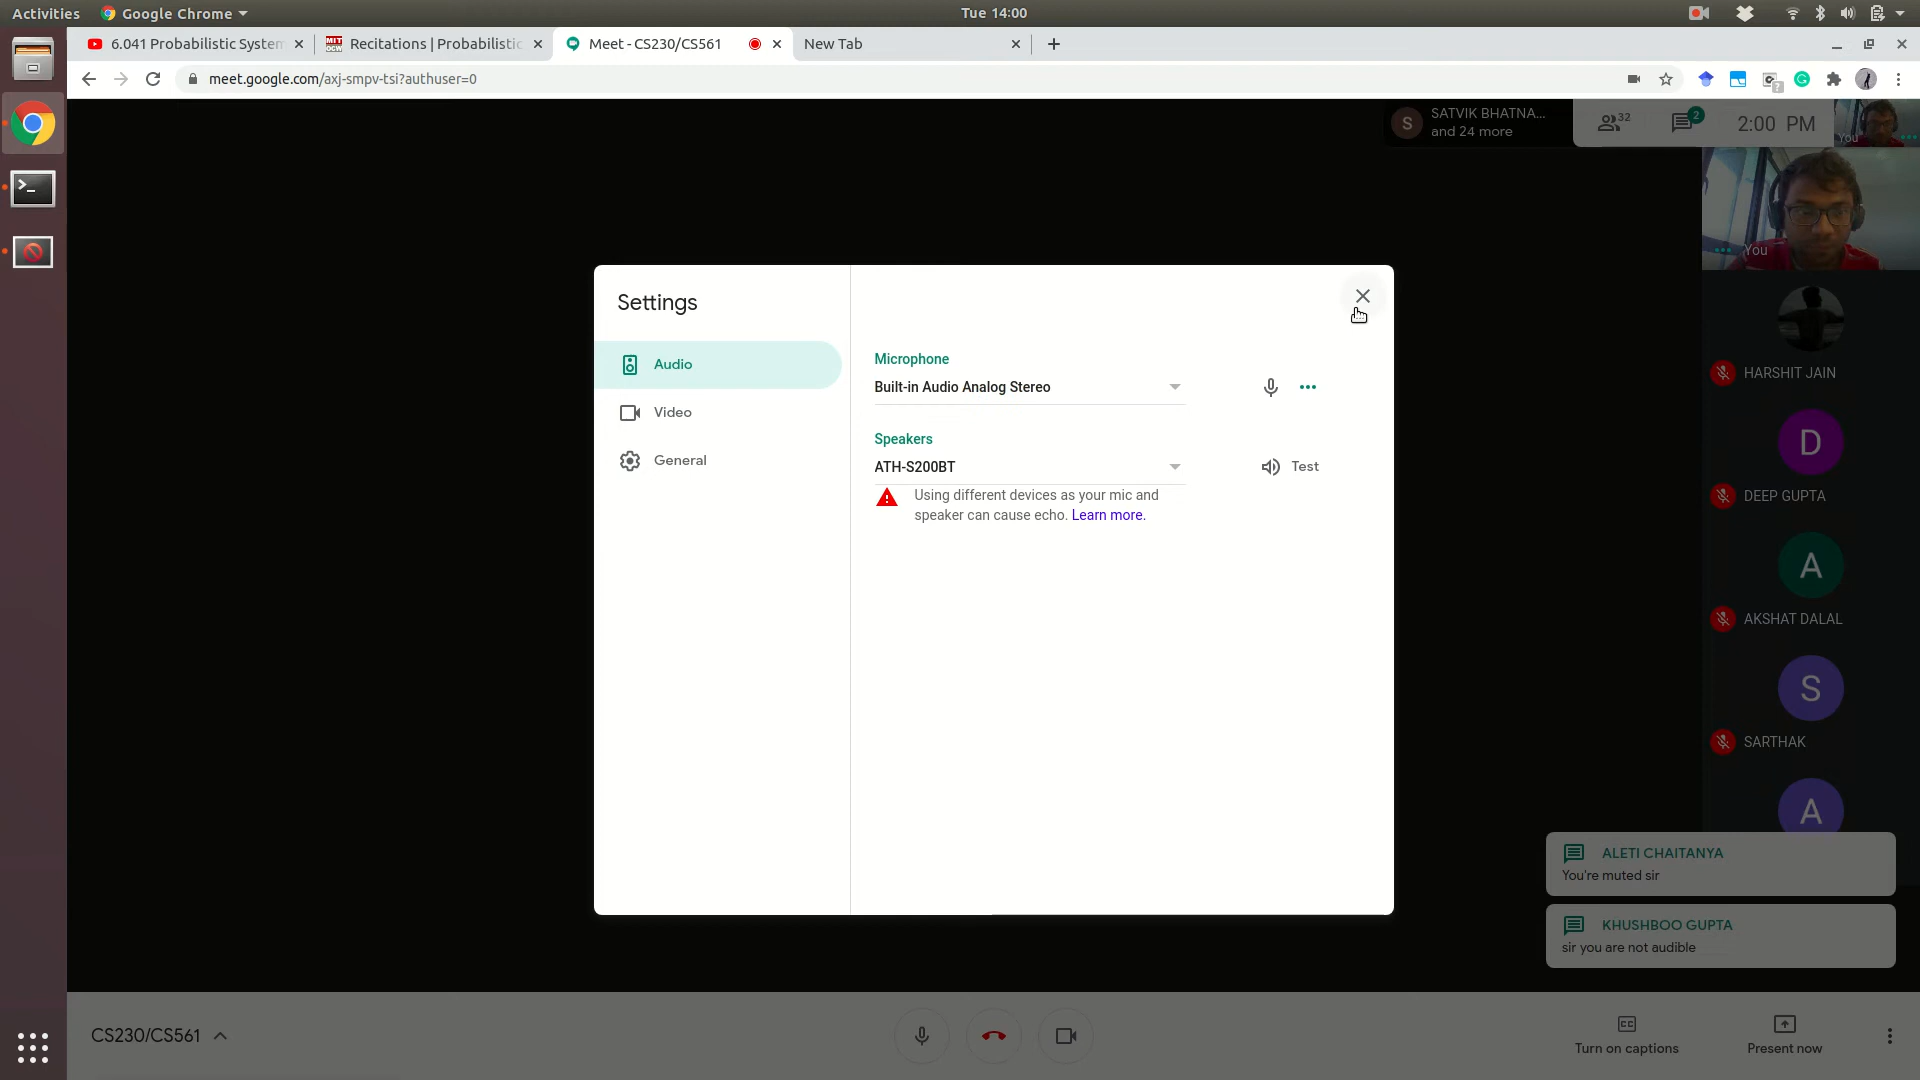 Activities
Google Chrome
Tue 14:00
6.041 Probabilistic System
Recitations | Probabilistic
Meet - CS230/CS561
New Tab
meet.google.com/axj-smpv-tsi?authuser=0
S
SATVIK BHATNA...
and 24 more
32
2
2:00 PM
You
You
Settings
Audio
Video
General
Microphone
Built-in Audio Analog Stereo
Speakers
ATH-S200BT
Test
Using different devices as your mic and
speaker can cause echo. Learn more.
HARSHIT JAIN
D
DEEP GUPTA
A
AKSHAT DALAL
S
SARTHAK
A
ALETI CHAITANYA
You're muted sir
KHUSHBOO GUPTA
sir you are not audible
CS230/CS561
Turn on captions
Present now